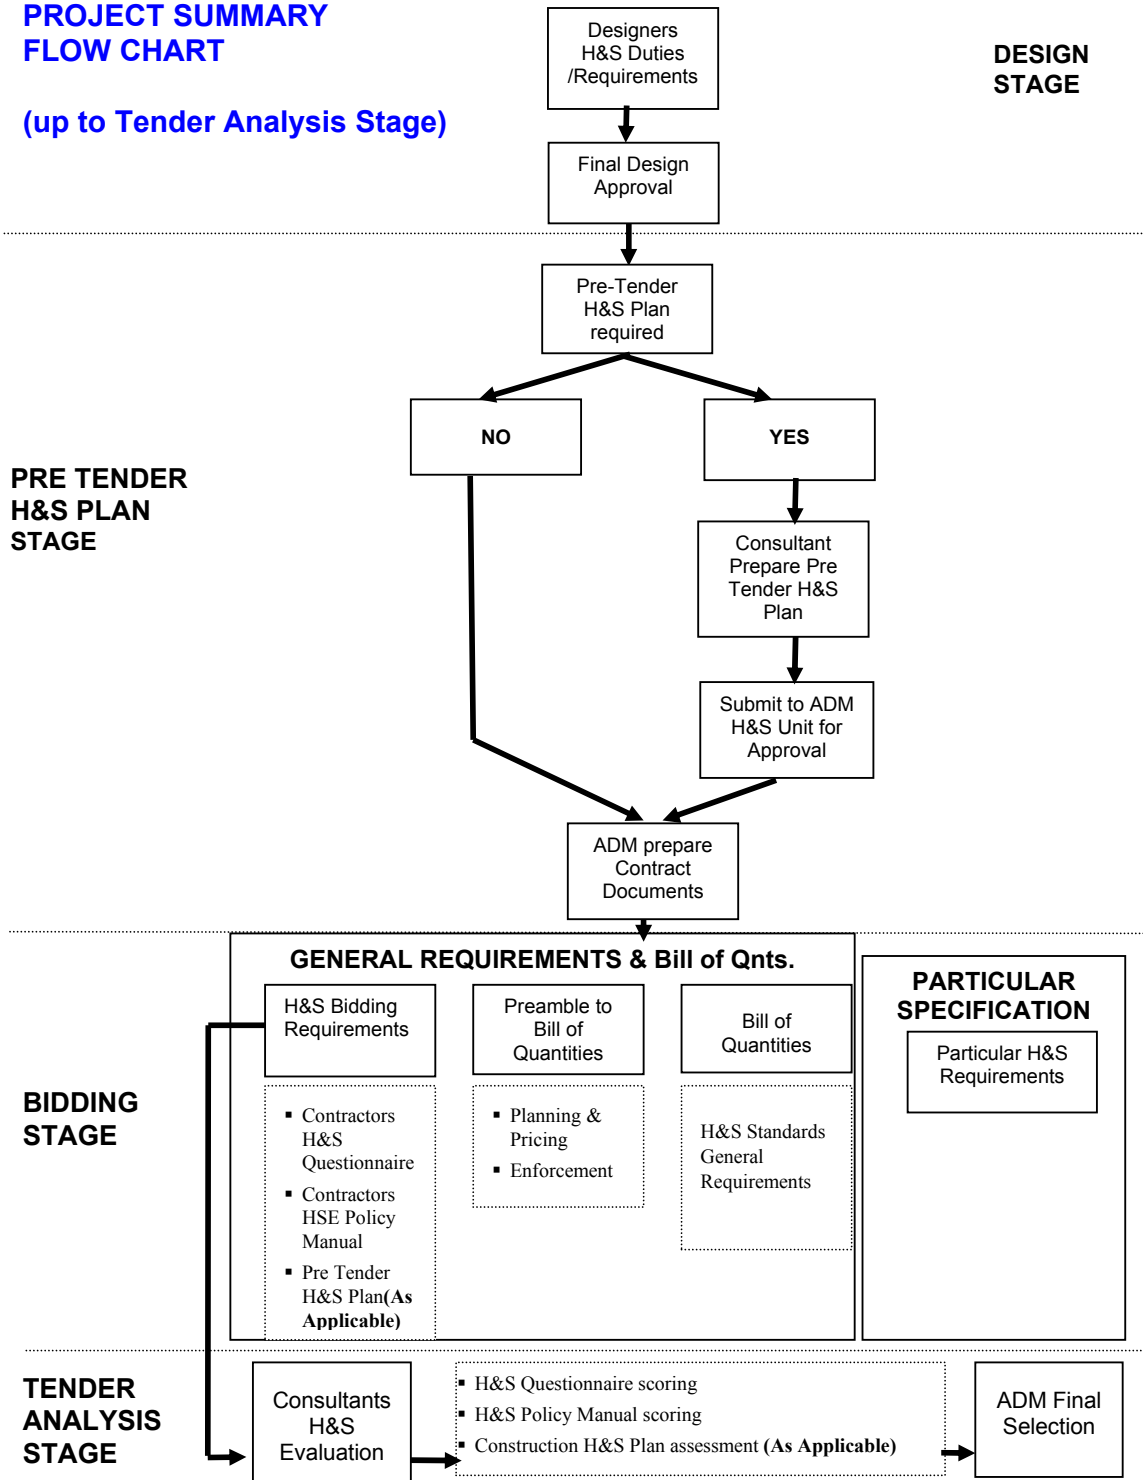 PROJECT SUMMARY
FLOW CHART
(up to Tender Analysis Stage)
Designers
H&S Duties
/Requirements
DESIGN
STAGE
Final Design
Approval
Pre-Tender
H&S Plan
required
NO
YES
PRE TENDER
H&S PLAN
STAGE
Consultant
Prepare Pre
Tender H&S
Plan
Submit to ADM
H&S Unit for
Approval
ADM prepare
Contract
Documents
GENERAL REQUIREMENTS & Bill of Qnts.
H&S Bidding
Requirements
Preamble to
Bill of
Quantities
Bill of
Quantities
PARTICULAR
SPECIFICATION
Particular H&S
Requirements
BIDDING
STAGE
▪ Contractors
H&S
Questionnaire
▪ Contractors
HSE Policy
Manual
▪ Pre Tender
H&S Plan(As
Applicable)
▪ Planning &
Pricing
▪ Enforcement
H&S Standards
General
Requirements
TENDER
ANALYSIS
STAGE
Consultants
H&S
Evaluation
▪ H&S Questionnaire scoring
▪ H&S Policy Manual scoring
▪ Construction H&S Plan assessment (As Applicable)
ADM Final
Selection